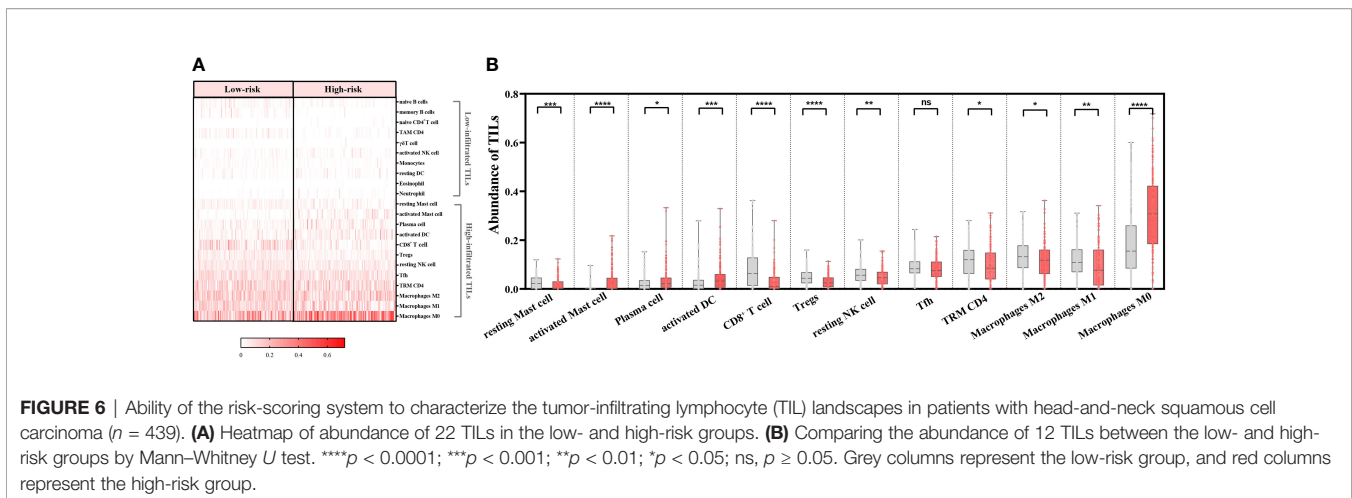 A
Low-risk
High-risk
naïve B cells
memory B cells
naïve CD4⁺T cell
TAM CD4
γδT cell
activated NK cell
Monocytes
resting DC
Eosinophil
Neutrophil
resting Mast cell
activated Mast cell
Plasma cell
activated DC
CD8⁺ T cell
Tregs
resting NK cell
Tfh
TRM CD4
Macrophages M2
Macrophages M1
Macrophages M0
Low-infiltrated TILs
High-infiltrated TILs
0 0.2 0.4 0.6
B
Abundance of TILs
0.8
0.6
0.4
0.2
0.0
*** **** * *** **** **** ** ns * * ** ****
resting Mast cell
activated Mast cell
Plasma cell
activated DC
CD8⁺ T cell
Tregs
resting NK cell
Tfh
TRM CD4
Macrophages M2
Macrophages M1
Macrophages M0
FIGURE 6 | Ability of the risk-scoring system to characterize the tumor-infiltrating lymphocyte (TIL) landscapes in patients with head-and-neck squamous cell
carcinoma (n = 439). (A) Heatmap of abundance of 22 TILs in the low- and high-risk groups. (B) Comparing the abundance of 12 TILs between the low- and high-
risk groups by Mann–Whitney U test. ****p < 0.0001; ***p < 0.001; **p < 0.01; *p < 0.05; ns, p ≥ 0.05. Grey columns represent the low-risk group, and red columns
represent the high-risk group.